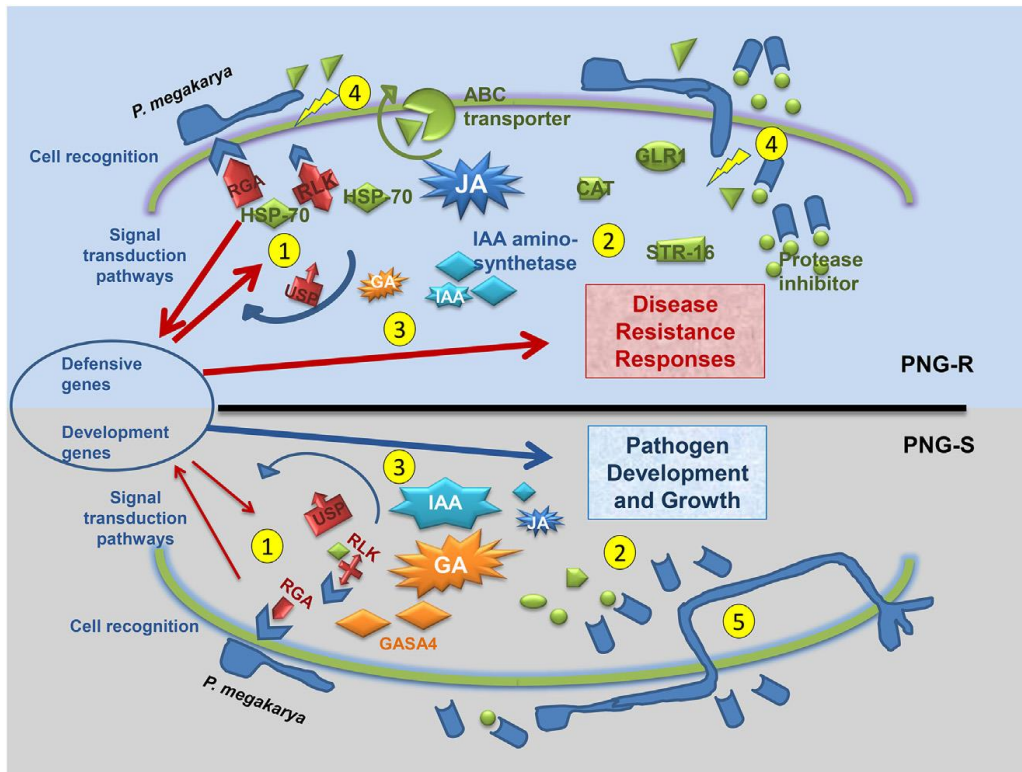 P. megakarya
4
ABC
transporter
Cell recognition
RGA
RLK
HSP-70
HSP-70
JA
GLR1
4
CAT
Signal
transduction
pathways
1
IAA amino-
synthetase
2
STR-16
Protease
inhibitor
USP
GA
IAA
3
Disease
Resistance
Responses
Defensive
genes
PNG-R
Development
genes
PNG-S
3
Pathogen
Development
and Growth
Signal
transduction
pathways
USP
IAA
JA
1
RLK
GA
2
RGA
Cell recognition
GASA4
5
P. megakarya